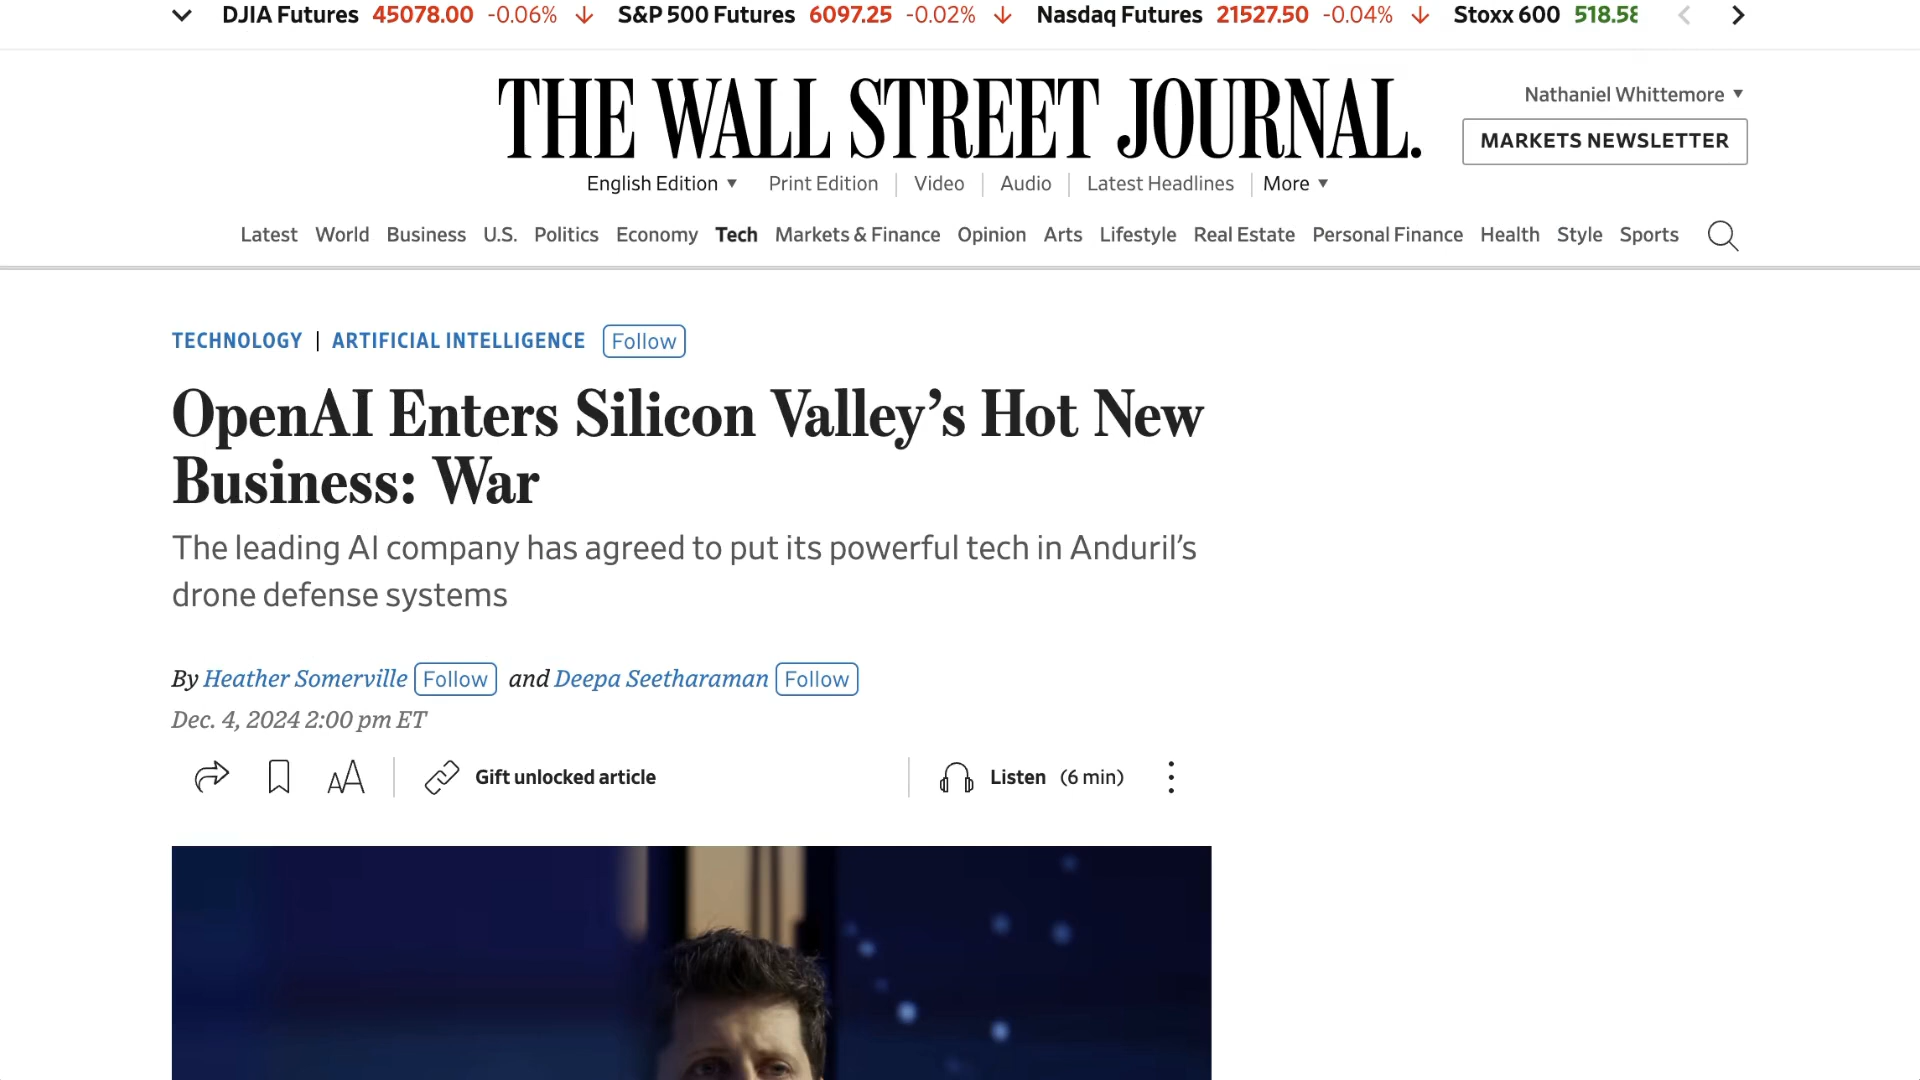 DJIA Futures 45078.00 -0.06% S&P 500 Futures 6097.25 -0.02% Nasdaq Futures 21527.50 -0.04% Stoxx 600 518.58
THE WALL STREET JOURNAL.
Nathaniel Whittemore
MARKETS NEWSLETTER
English Edition Print Edition Video Audio Latest Headlines More
Latest World Business U.S. Politics Economy Tech Markets & Finance Opinion Arts Lifestyle Real Estate Personal Finance Health Style Sports
TECHNOLOGY | ARTIFICIAL INTELLIGENCE Follow
OpenAI Enters Silicon Valley’s Hot New
Business: War
The leading AI company has agreed to put its powerful tech in Anduril’s
drone defense systems
By Heather Somerville Follow and Deepa Seetharaman Follow
Dec. 4, 2024 2:00 pm ET
AA Gift unlocked article Listen (6 min)